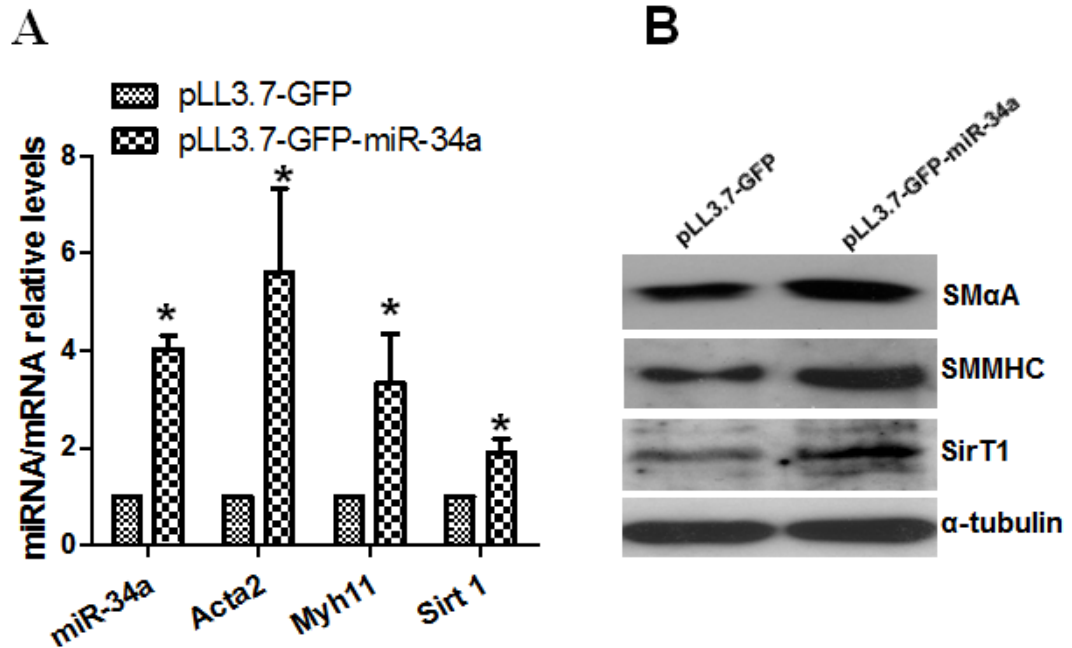 A
pLL3.7-GFP
pLL3.7-GFP-miR-34a
miRNA/mRNA relative levels
8
6
4
2
0
*
*
*
*
miR-34a
Acta2
Myh11
Sirt 1
B
pLL3.7-GFP
pLL3.7-GFP-miR-34a
SMαA
SMMHC
SirT1
α-tubulin